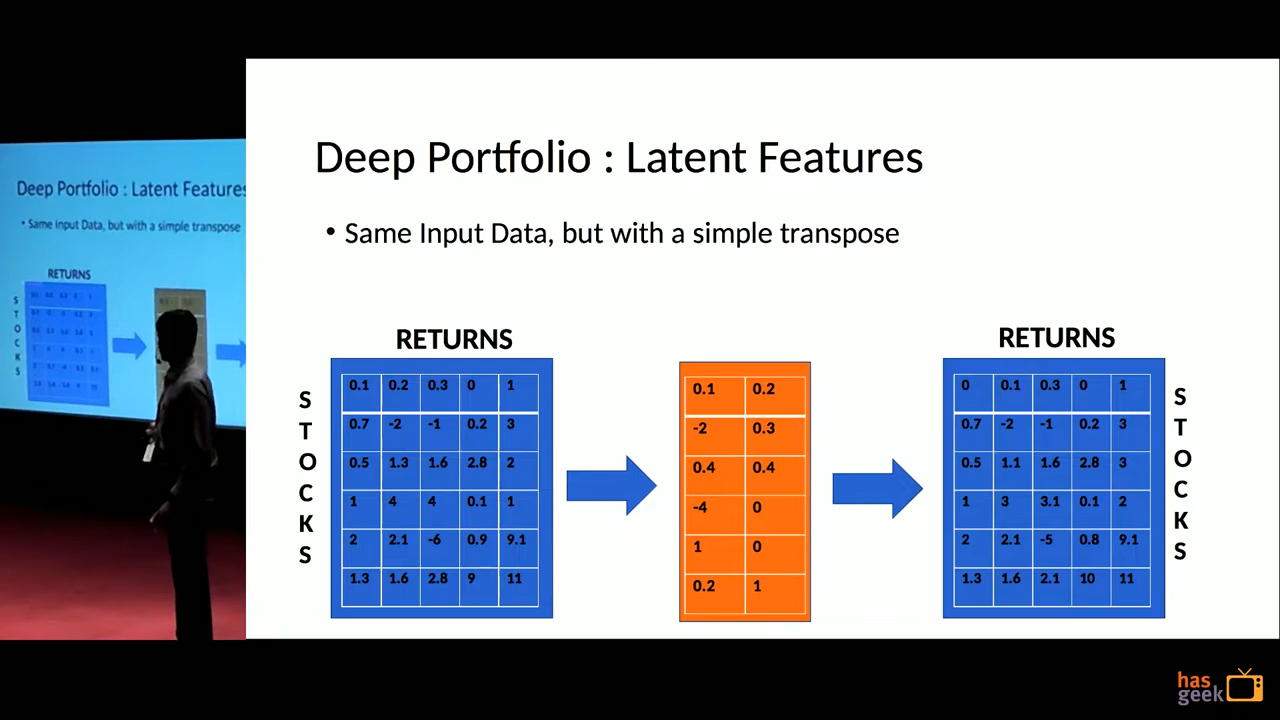 Deep Portfolio : Latent Features
• Same Input Data, but with a simple transpose
RETURNS
STOCKS
0.1 0.2 0.3 0 1
0.7 -2 -1 0.2 3
0.5 1.3 1.6 2.8 2
1 4 4 0.1 1
2 2.1 -6 0.9 9.1
1.3 1.6 2.8 9 11
0.1 0.2
-2 0.3
0.4 0.4
-4 0
1 0
0.2 1
RETURNS
0 0.1 0.3 0 1
0.7 -2 -1 0.2 3
0.5 1.1 1.6 2.8 3
1 3 3.1 0.1 2
2 2.1 -5 0.8 9.1
1.3 1.6 2.1 10 11
STOCKS
Deep Portfolio : Latent Features
• Same Input Data, but with a simple transpose
RETURNS
STOCKS
has
geek